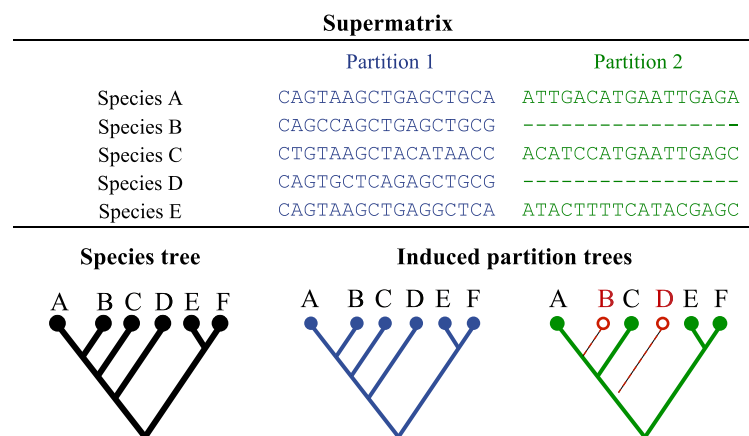 Supermatrix
Partition 1 Partition 2
Species A CAGTAAGCTGAGCTGCA ATTGACATGAATTGAGA
Species B CAGCCAGCTGAGCTGCG -----------------
Species C CTGTAAGCTACATAACC ACATCCATGAATTGAGC
Species D CAGTGCTCAGAGCTGCG -----------------
Species E CAGTAAGCTGAGGCTCA ATACTTTTCATACGAGC
Species tree Induced partition trees
A B C D E F A B C D E F A B C D E F